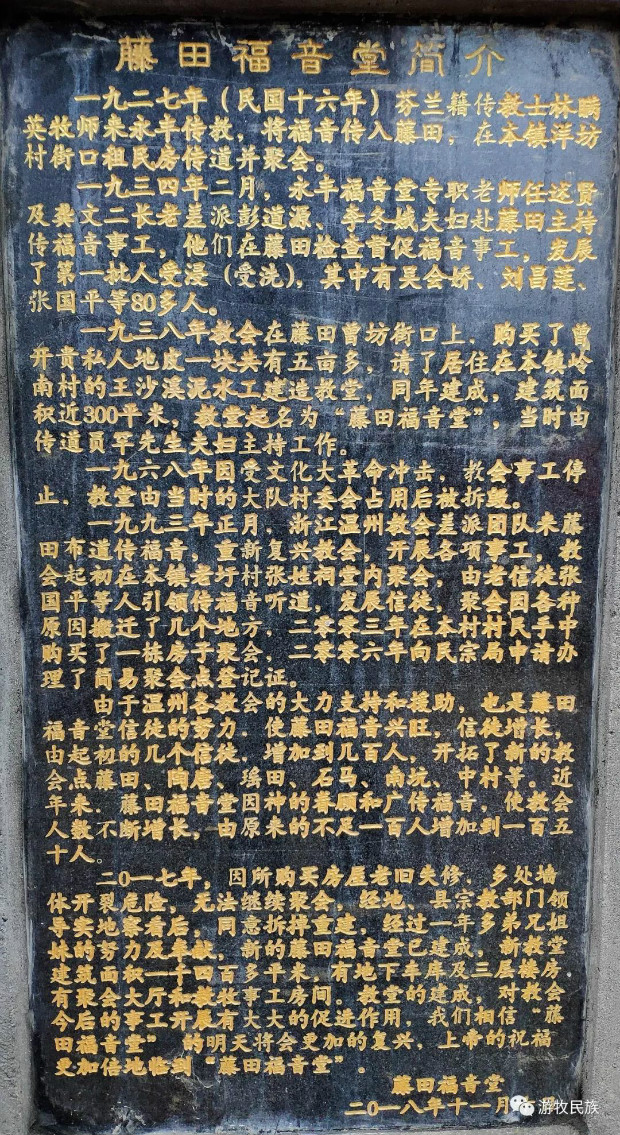 藤田福音堂简介
一九二七年（民国十六年）芬兰籍传教士林瞒
英牧师来永丰传教，将福音传入藤田，在本镇洋坊
村街口租民房传道并聚会。
一九三四年二月，永丰福音堂专职老师任逑贤
及龚文二长老差派彭道源、李冬娥夫妇赴藤田主持
传福音事工，他们在藤田检查督促福音事工，发展
了第一批人受浸（受洗），其中有吴会娇、刘昌莲、
张国平等80多人。
一九三八年教会在藤田曾坊街口上，购买了曾
开贵私人地皮一块共有五亩多，请了居住在本镇岭
南村的王沙溪泥水工建造教堂，同年建成，建筑面
积近300平米，教堂起名为“藤田福音堂”，当时由
传道员罕先生夫妇主持工作。
一九六八年因受文化大革命冲击，教会事工停
止，教堂由当时的大队村委会占用后被拆毁。
一九九三年正月，浙江温州教会差派团队来藤
田布道传福音，重新复兴教会，开展各项事工，教
会起初在本镇老圩村张姓祠堂内聚会，由老信徒张
国平等人引领传福音听道，发展信徒，聚会因各种
原因搬迁了几个地方，二零零三年在本村村民手中
购买了一栋房子聚会，二零零六年向民宗局申请办
理了简易聚会点登记证。
由于温州各教会的大力支持和援助，也是藤田
福音堂信徒的努力，使藤田福音兴旺，信徒增长，
由起初的几个信徒，增加到几百人，开拓了新的教
会点藤田、陶唐、瑶田、石马、南坑、中村等。近
年来，藤田福音堂因神的眷顾和广传福音，使教会
人数不断增长，由原来的不足一百人增加到一百五
十人。
二0一七年，因所购买房屋老旧失修，多处墙
体开裂危险，无法继续聚会，经地、县宗教部门领
导实地察看后，同意拆掉重建，经过一年多弟兄姐
妹的努力及奉献，新的藤田福音堂已建成，新教堂
建筑面积一千四百多平米，有地下车库及三层楼房，
有聚会大厅和教牧事工房间。教堂的建成，对教会
今后的事工开展有大大的促进作用，我们相信“藤
田福音堂”的明天将会更加的复兴，上帝的祝福
更加倍地临到“藤田福音堂”。
藤田福音堂
二0一八年十一月
游牧民族